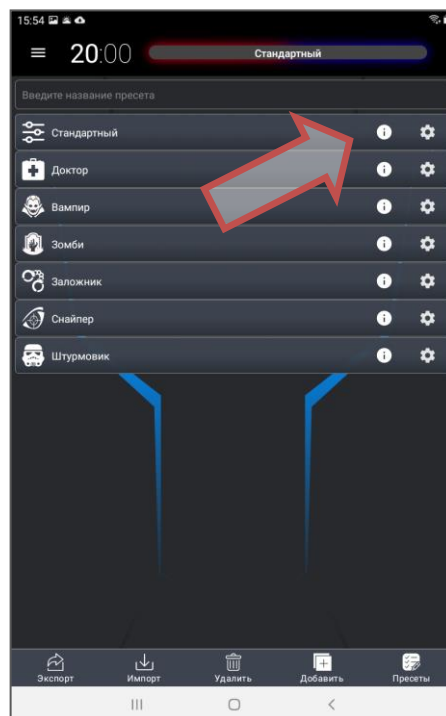 15:54
20:00 Стандартный
Введите название пресета
Стандартный
Доктор
Вампир
Зомби
Заложник
Снайпер
Штурмовик
Экспорт Импорт Удалить Добавить Пресеты